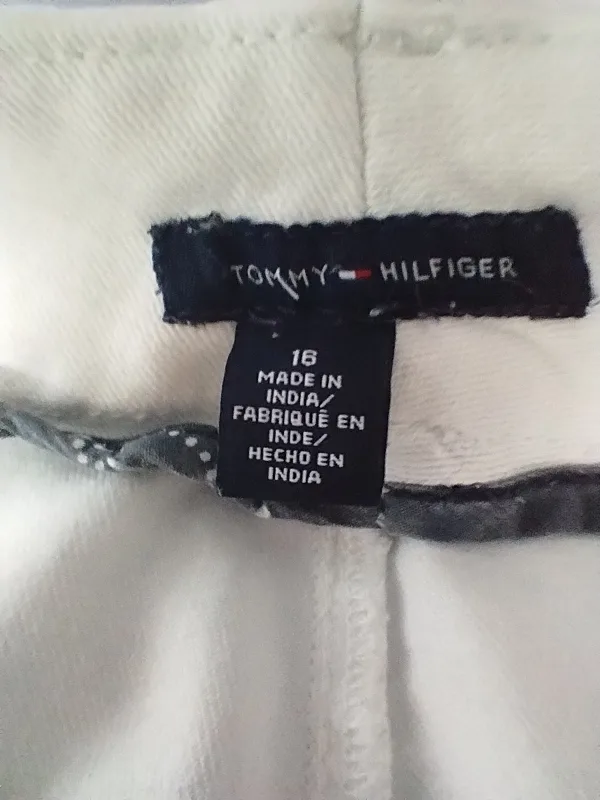 TOMMY HILFIGER
16
MADE IN
INDIA/
FABRIQUÉ EN
INDE/
HECHO EN
INDIA